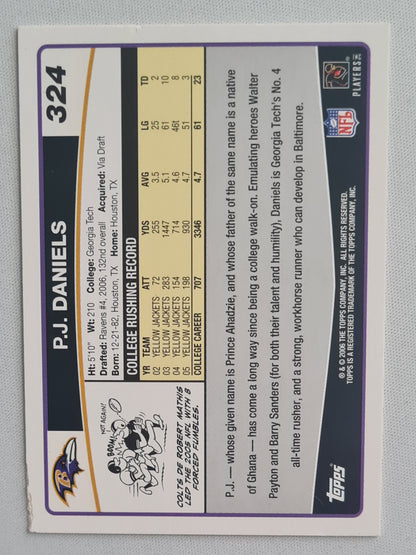 P.J. DANIELS
324
Ht: 5'10" Wt: 210 College: Georgia Tech
Drafted: Ravens #4, 2006, 132nd overall Acquired: Via Draft
Born: 12-21-82, Houston, TX Home: Houston, TX
COLLEGE RUSHING RECORD
YR TEAM ATT YDS AVG LG TD
02 YELLOW JACKETS 72 255 3.5 25 2
03 YELLOW JACKETS 283 1447 5.1 61 10
04 YELLOW JACKETS 154 714 4.6 46t 8
05 YELLOW JACKETS 198 930 4.7 51 3
COLLEGE CAREER 707 3346 4.7 61 23
NOT AGAIN!
BOOM!
COLTS DE ROBERT MATHIS
LED THE 2005 NFL WITH 8
FORCED FUMBLES.
P.J. — whose given name is Prince Ahadzie, and whose father of the same name is a native
of Ghana — has come a long way since being a college walk-on. Emulating heroes Walter
Payton and Barry Sanders (for both their talent and humility), Daniels is Georgia Tech's No. 4
all-time rusher, and a strong, workhorse runner who can develop in Baltimore.
topps
® & © 2006 THE TOPPS COMPANY, INC. ALL RIGHTS RESERVED.
TOPPS IS A REGISTERED TRADEMARK OF THE TOPPS COMPANY, INC.
NFL
PLAYERS INC